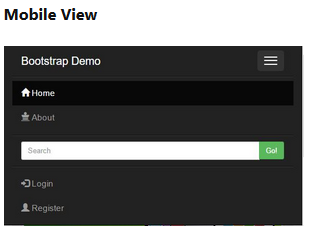 Mobile View
Bootstrap Demo
Home
About
Search
Go!
Login
Register